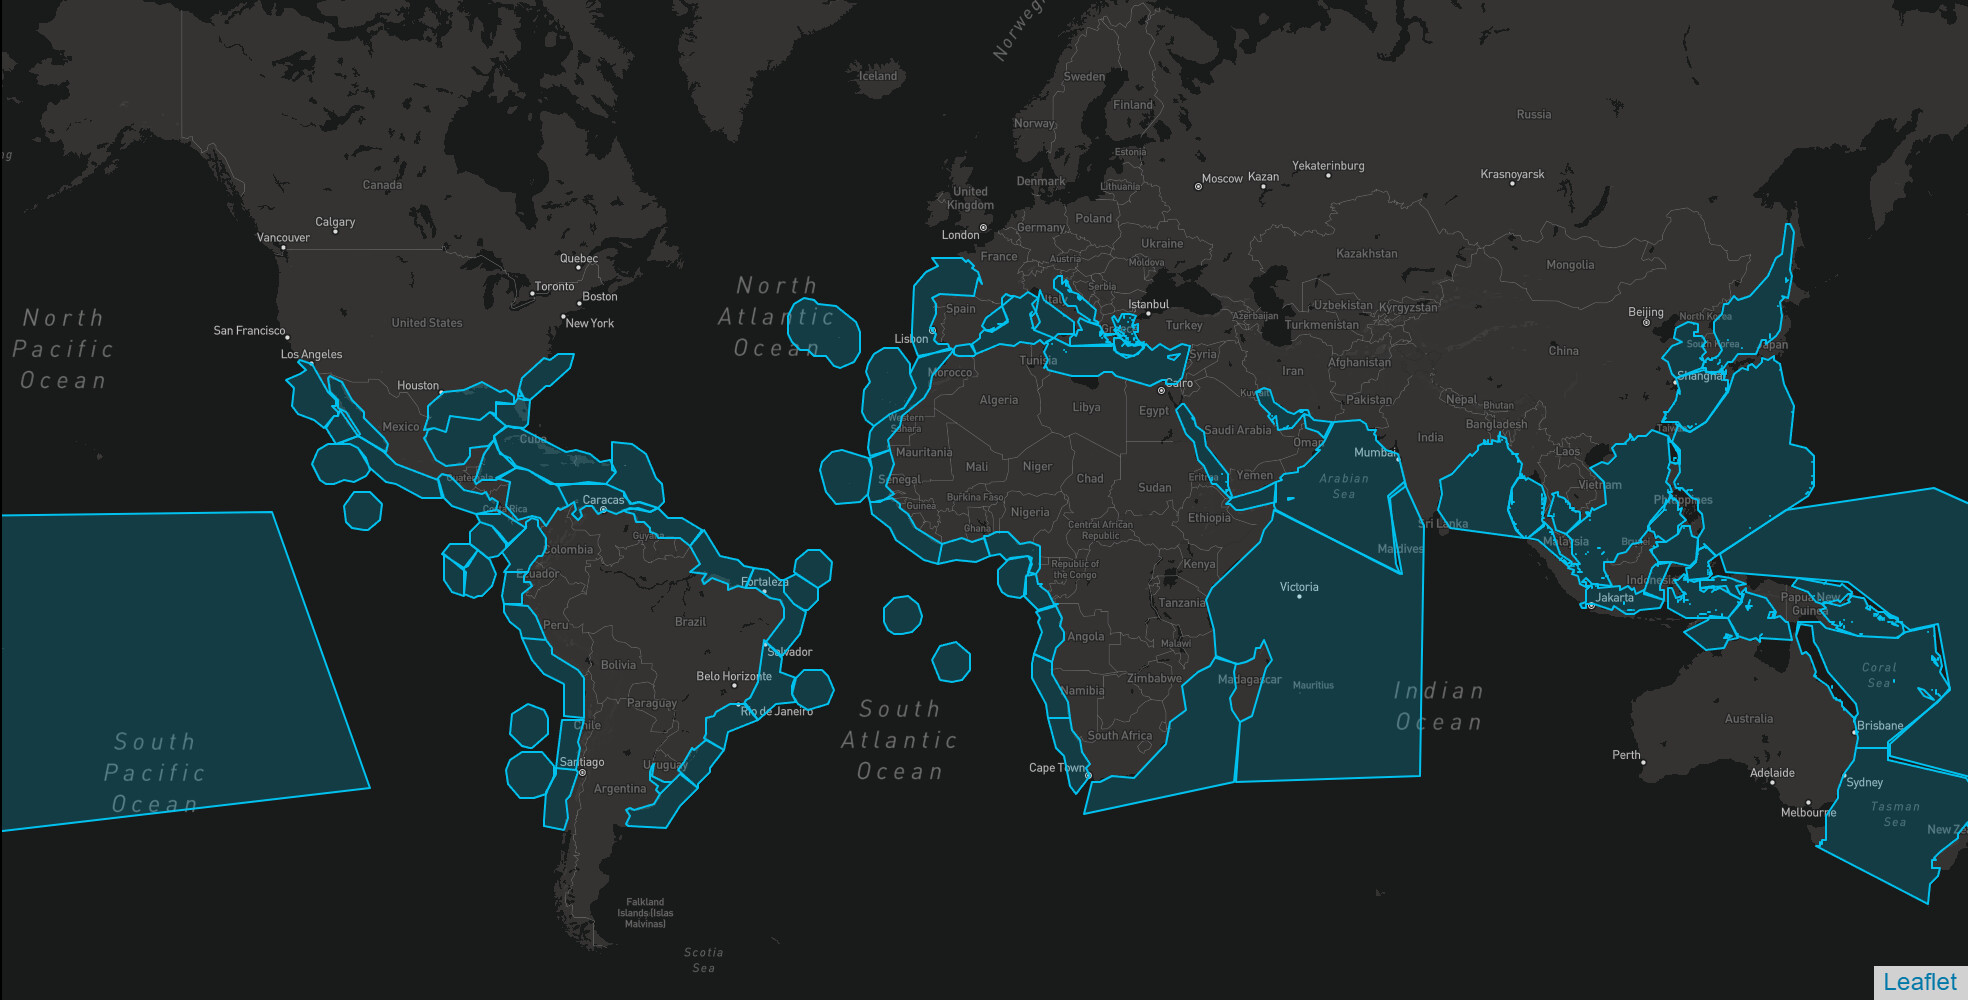 Norwegi
Iceland
Sweden
Finland
Norway
Russia
Estonia
Yekaterinburg
Moscow
Kazan
Krasnoyarsk
Denmark
Lithuania
Canada
United
Kingdom
Poland
Calgary
London
Germany
Vancouver
Ukraine
France
Austria
Moldova
Kazakhstan
Mongolia
Quebec
Serbia
North
Atlantic
Ocean
Toronto
Boston
New York
Italy
Istanbul
Spain
Lisbon
Greece
Turkey
Azerbaijan
Uzbekistan
Kyrgyzstan
Turkmenistan
Beijing
North Korea
South Korea
Japan
North
Pacific
Ocean
United States
San Francisco
Los Angeles
Tunisia
Syria
Afghanistan
China
Morocco
Iran
Shanghai
Houston
Cairo
Kuwait
Algeria
Libya
Egypt
Pakistan
Nepal
Bhutan
Bangladesh
Western
Sahara
Mexico
Cuba
Saudi Arabia
Oman
India
Taiw
Mauritania
Mali
Niger
Chad
Mumbai
Laos
Guatemala
Senegal
Sudan
Eritrea
Yemen
Arabian
Sea
Vietnam
Philippines
Caracas
Costa Rica
Guinea
Burkina Faso
Nigeria
Ghana
Central African
Republic
Ethiopia
Sri Lanka
Guyana
Colombia
Maldives
Malaysia
Brunei
Ecuador
Fortaleza
Republic of
the Congo
Kenya
Victoria
Indonesia
Jakarta
Papua New
Guinea
Peru
Brazil
Tanzania
Angola
Malawi
Salvador
Bolivia
Belo Horizonte
Zimbabwe
Madagascar
Mauritius
Coral
Sea
Namibia
Indian
Ocean
Paraguay
Rio de Janeiro
South
Atlantic
Ocean
Chile
Australia
Brisbane
South Africa
South
Pacific
Ocean
Santiago
Uruguay
Cape Town
Perth
Adelaide
Sydney
Argentina
Melbourne
Tasman
Sea
New Ze
Falkland
Islands (Islas
Malvinas)
Scotia
Sea
Leaflet